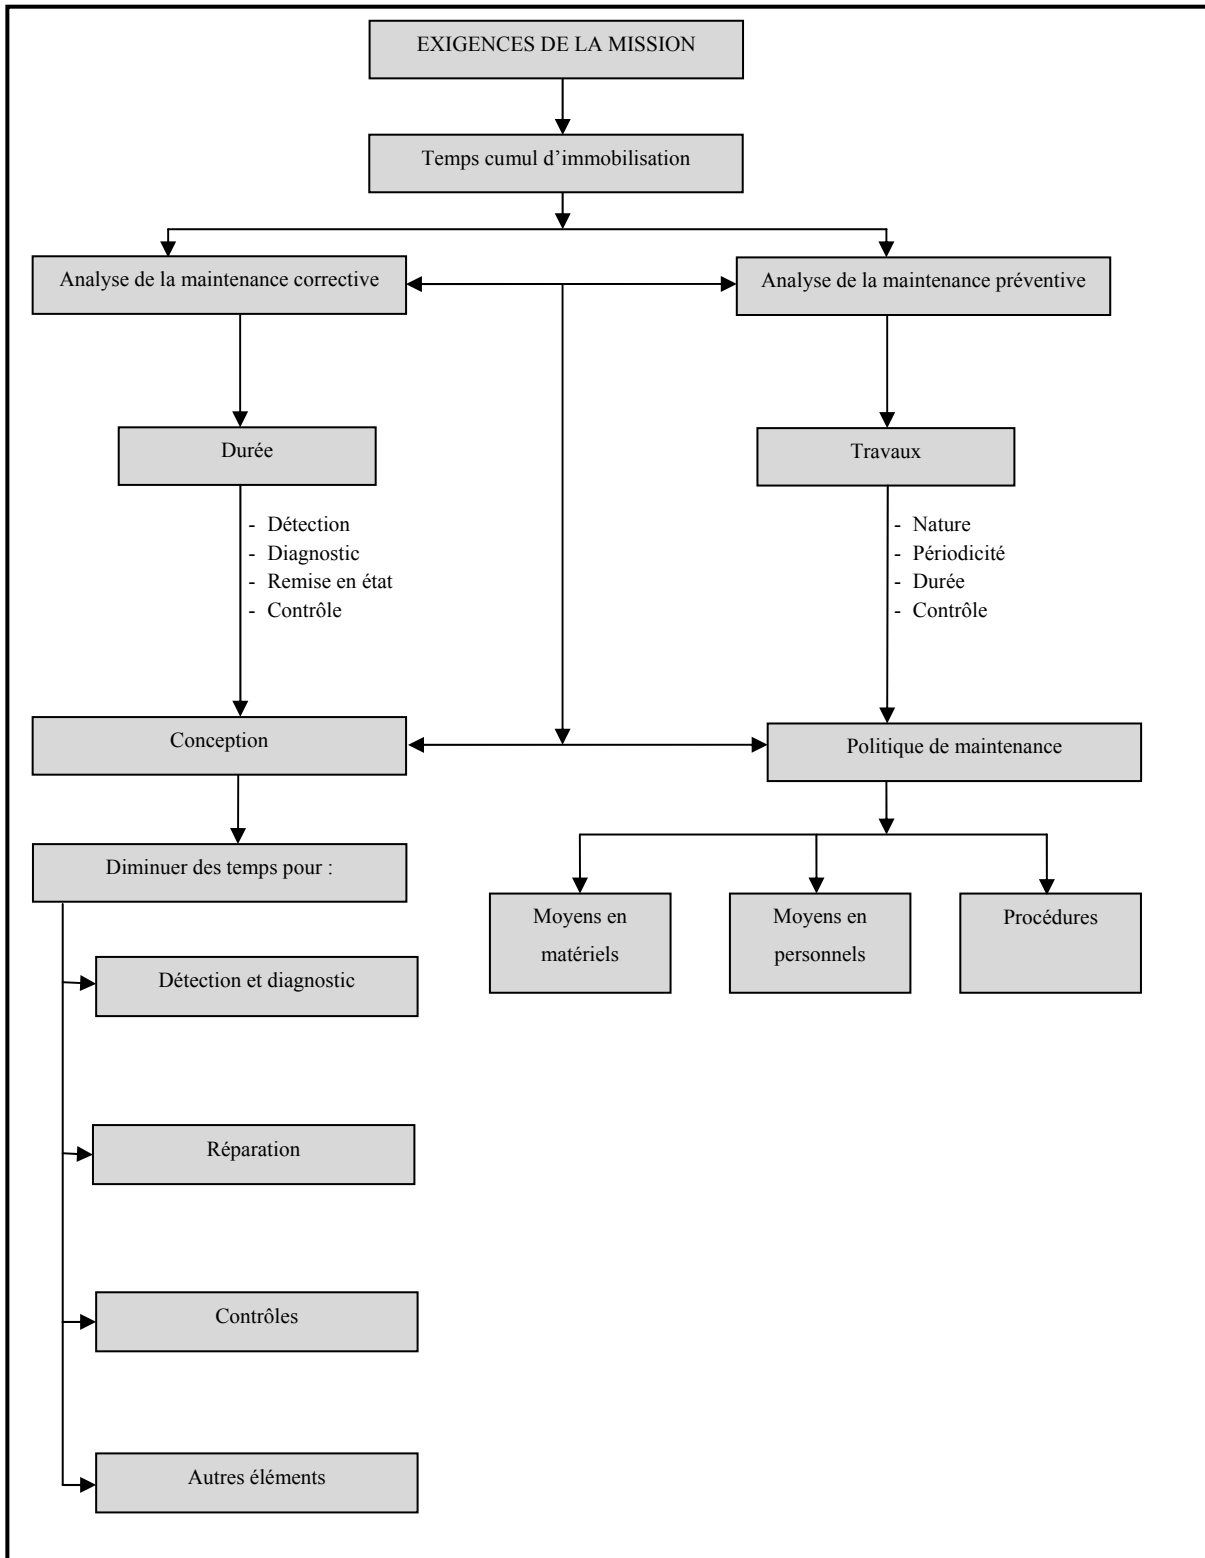 EXIGENCES DE LA MISSION
Temps cumul d’immobilisation
Analyse de la maintenance corrective
Analyse de la maintenance préventive
Durée
Travaux
- Détection
- Diagnostic
- Remise en état
- Contrôle
- Nature
- Périodicité
- Durée
- Contrôle
Conception
Politique de maintenance
Diminuer des temps pour :
Moyens en
matériels
Moyens en
personnels
Procédures
Détection et diagnostic
Réparation
Contrôles
Autres éléments